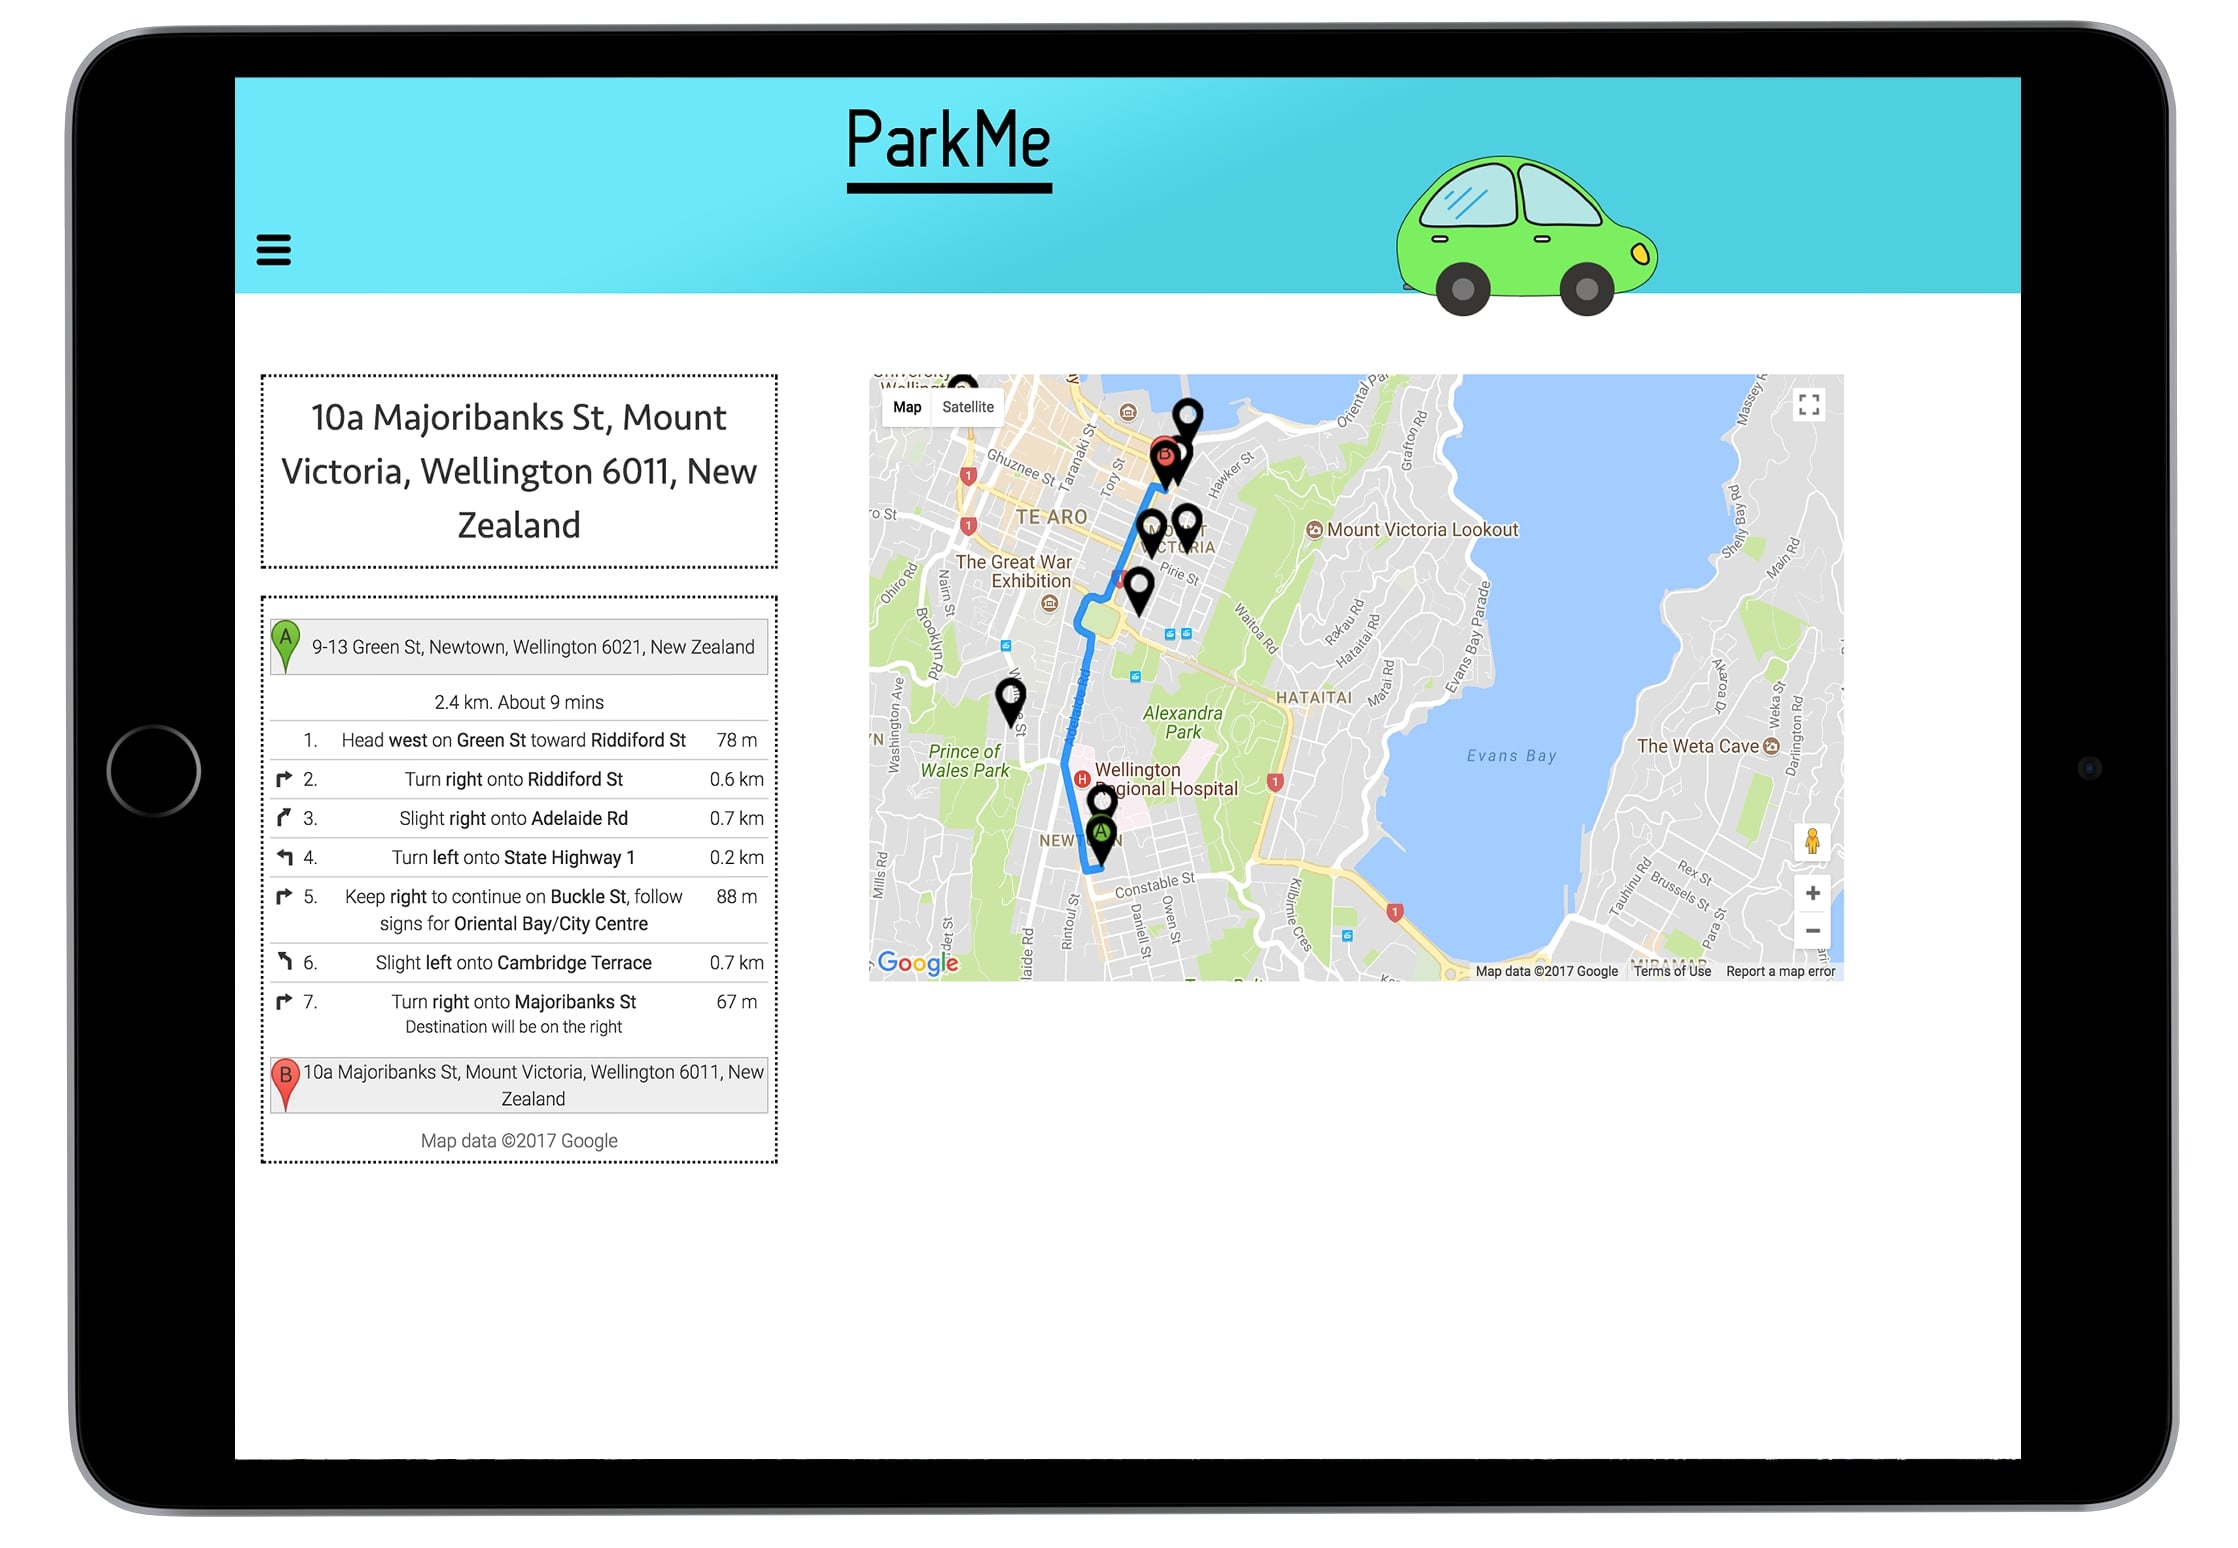 ParkMe
10a Majoribanks St, Mount
Victoria, Wellington 6011, New
Zealand
A 9-13 Green St, Newtown, Wellington 6021, New Zealand
2.4 km. About 9 mins
1. Head west on Green St toward Riddiford St 78 m
2. Turn right onto Riddiford St 0.6 km
3. Slight right onto Adelaide Rd 0.7 km
4. Turn left onto State Highway 1 0.2 km
5. Keep right to continue on Buckle St, follow 88 m
signs for Oriental Bay/City Centre
6. Slight left onto Cambridge Terrace 0.7 km
7. Turn right onto Majoribanks St 67 m
Destination will be on the right
B 10a Majoribanks St, Mount Victoria, Wellington 6011, New
Zealand
Map data ©2017 Google
Map Satellite
Oriental Pa
Massey R
Grafton Rd
Taranaki St
Ghuznee St
Tory St
Hawker St
B
1
TE ARO
1
Mount Victoria Lookout
Shelly Bay Rd
Main Rd
The Great War
Exhibition
Pirie St
Ohiro Rd
Nairn St
Brooklyn Rd
Waitoa Rd
Rakau Rd
Hataitai Rd
Evans Bay Parade
Matai Rd
HATAITAI
Adelaide Rd
Washington Ave
Alexandra
Park
Prince of
Wales Park
Akaroa Dr
Weka St
Darlington Rd
The Weta Cave
Evans Bay
H
Wellington
Regional Hospital
1
A
Mills Rd
Constable St
Rintoul St
Daniell St
Owen St
Kilbirnie Cres
1
Tauhinu Rd
Rex St
Brussels St
Para St
MIRAMAR
Google
Map data ©2017 Google Terms of Use Report a map error